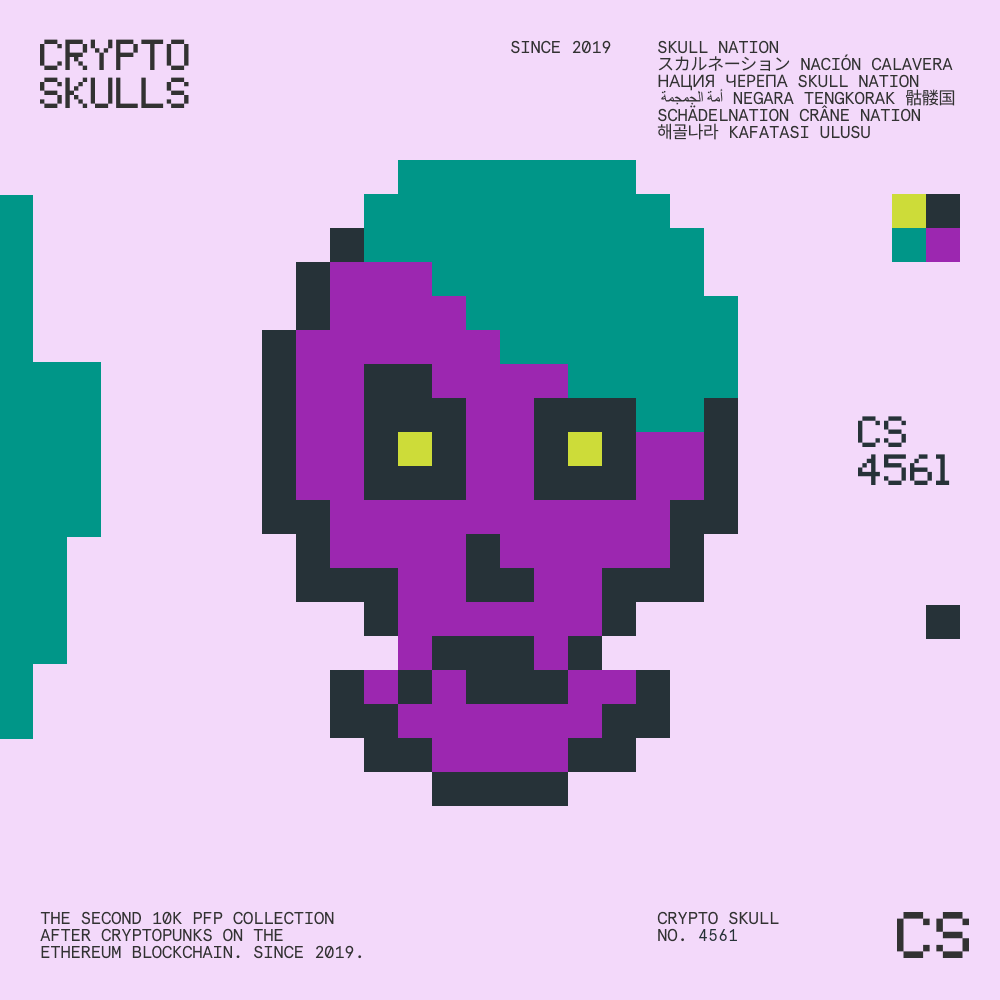 CRYPTO
SKULLS
SINCE 2019
SKULL NATION
スカルネーション NACIÓN CALAVERA
НАЦИЯ ЧЕРЕПА SKULL NATION
أمة الجمجمة NEGARA TENGKORAK 骷髅国
SCHÄDELNATION CRÂNE NATION
해골나라 KAFATASI ULUSU
CS
4561
THE SECOND 10K PFP COLLECTION
AFTER CRYPTOPUNKS ON THE
ETHEREUM BLOCKCHAIN. SINCE 2019.
CRYPTO SKULL
NO. 4561
CS